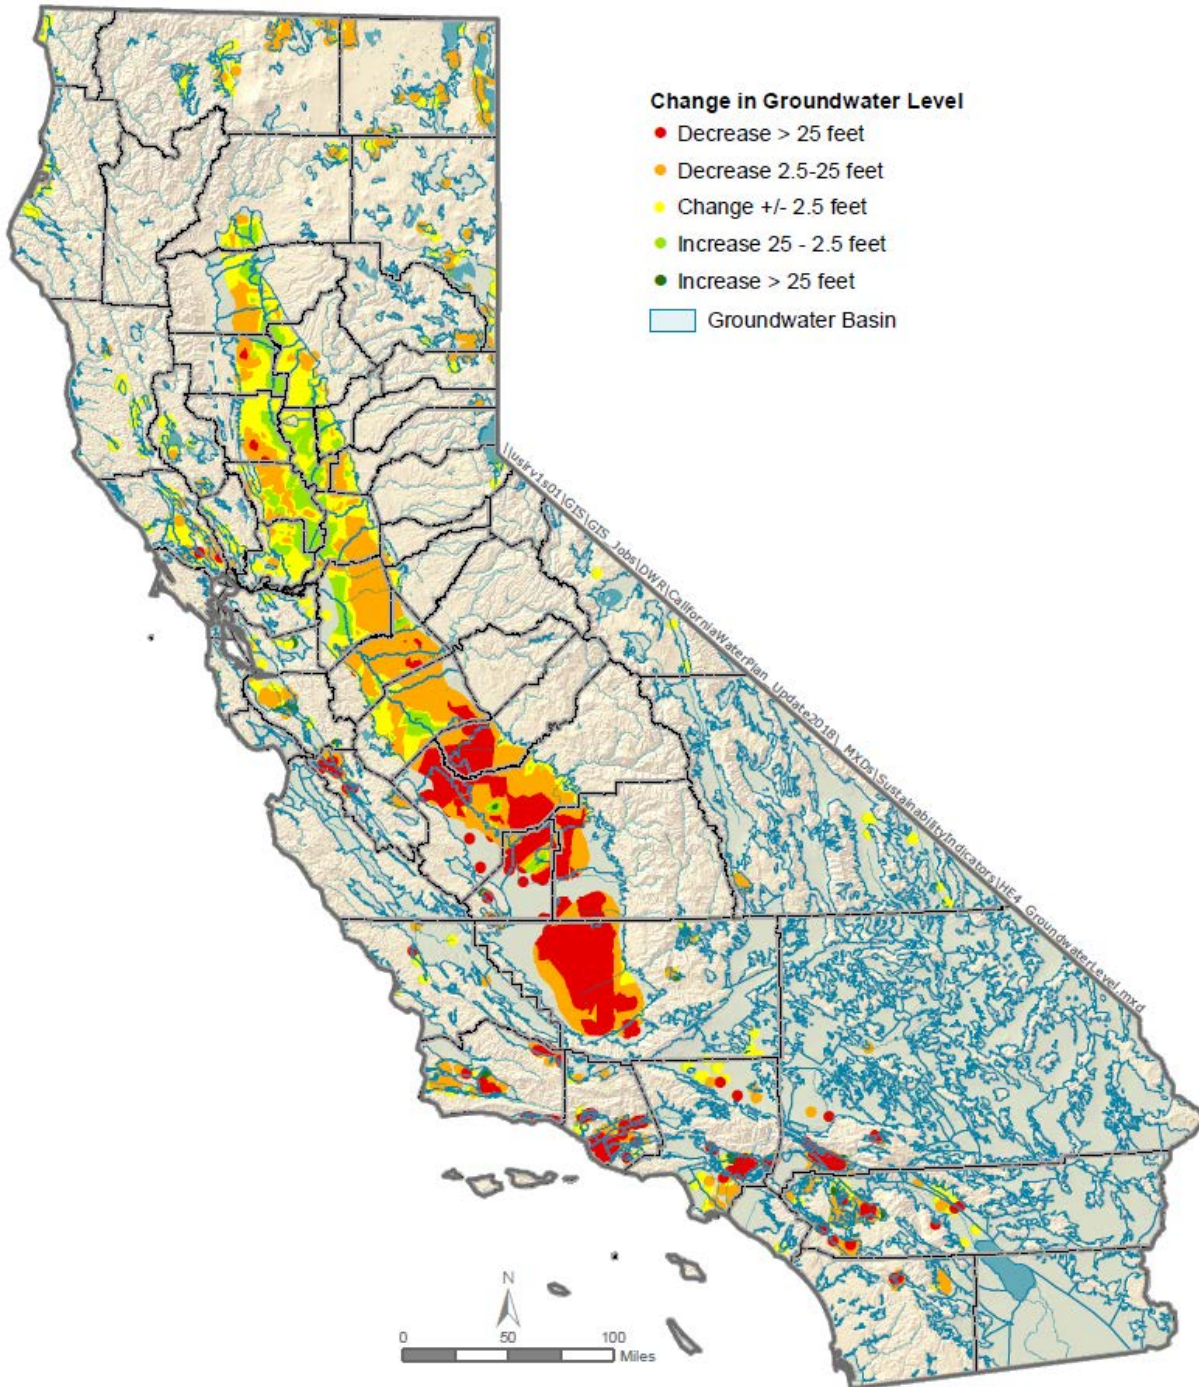 Change in Groundwater Level
Decrease > 25 feet
Decrease 2.5-25 feet
Change +/- 2.5 feet
Increase 25 - 2.5 feet
Increase > 25 feet
Groundwater Basin
\\usirv1s01\GIS\GIS_Jobs\DWR\CaliforniaWaterPlan_Update2018\_MXDs\SustainabilityIndicators\HE4_GroundwaterLevel.mxd
N
0 50 100
Miles